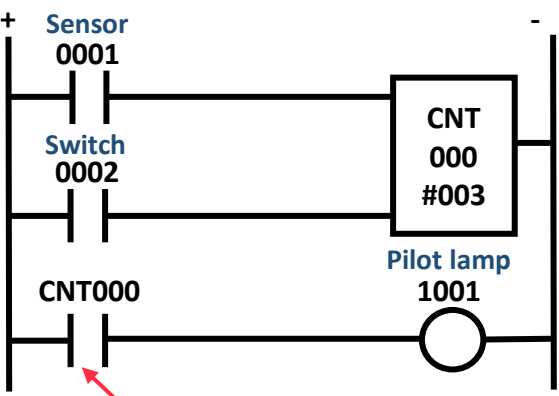 +
-
Sensor
0001
Switch
0002
CNT
000
#003
Pilot lamp
CNT000
1001